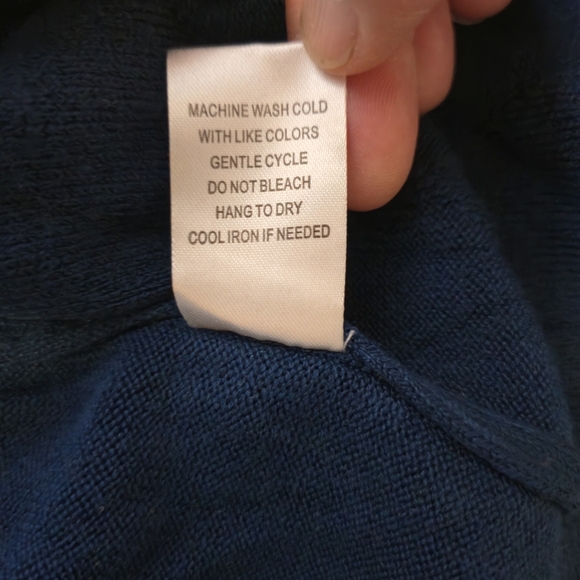 MACHINE WASH COLD
WITH LIKE COLORS
GENTLE CYCLE
DO NOT BLEACH
HANG TO DRY
COOL IRON IF NEEDED